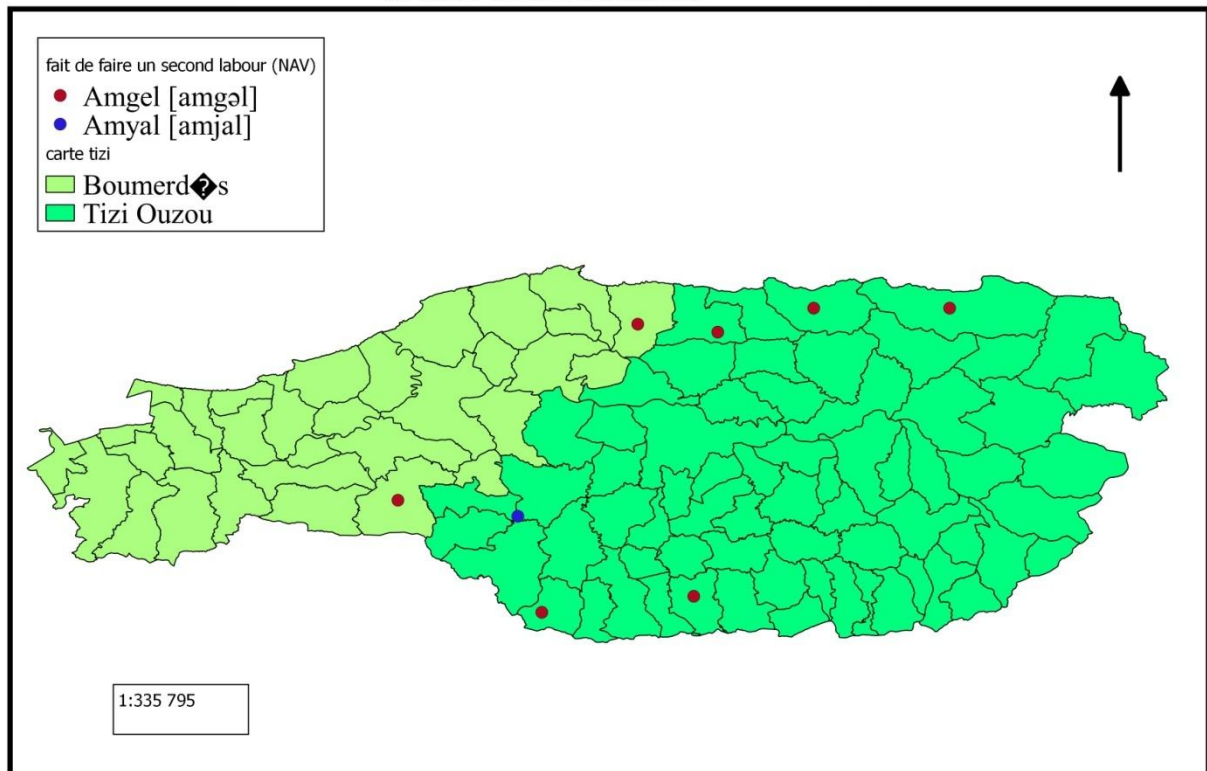 fait de faire un second labour (NAV)
Amgel [amgəl]
Amyal [amjal]
carte tizi
Boumerd�s
Tizi Ouzou
1:335 795